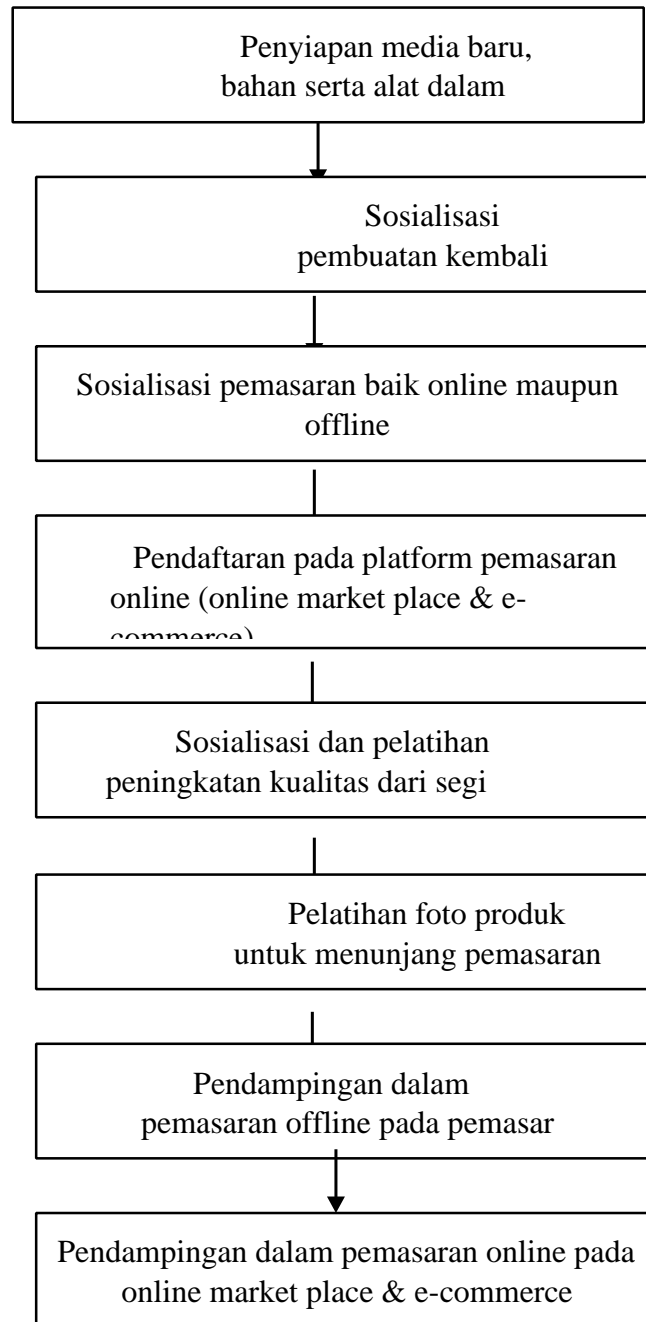 Penyiapan media baru,
bahan serta alat dalam
Sosialisasi
pembuatan kembali
Sosialisasi pemasaran baik online maupun
offline
Pendaftaran pada platform pemasaran
online (online market place & e-
commerce)
Sosialisasi dan pelatihan
peningkatan kualitas dari segi
Pelatihan foto produk
untuk menunjang pemasaran
Pendampingan dalam
pemasaran offline pada pemasar
Pendampingan dalam pemasaran online pada
online market place & e-commerce